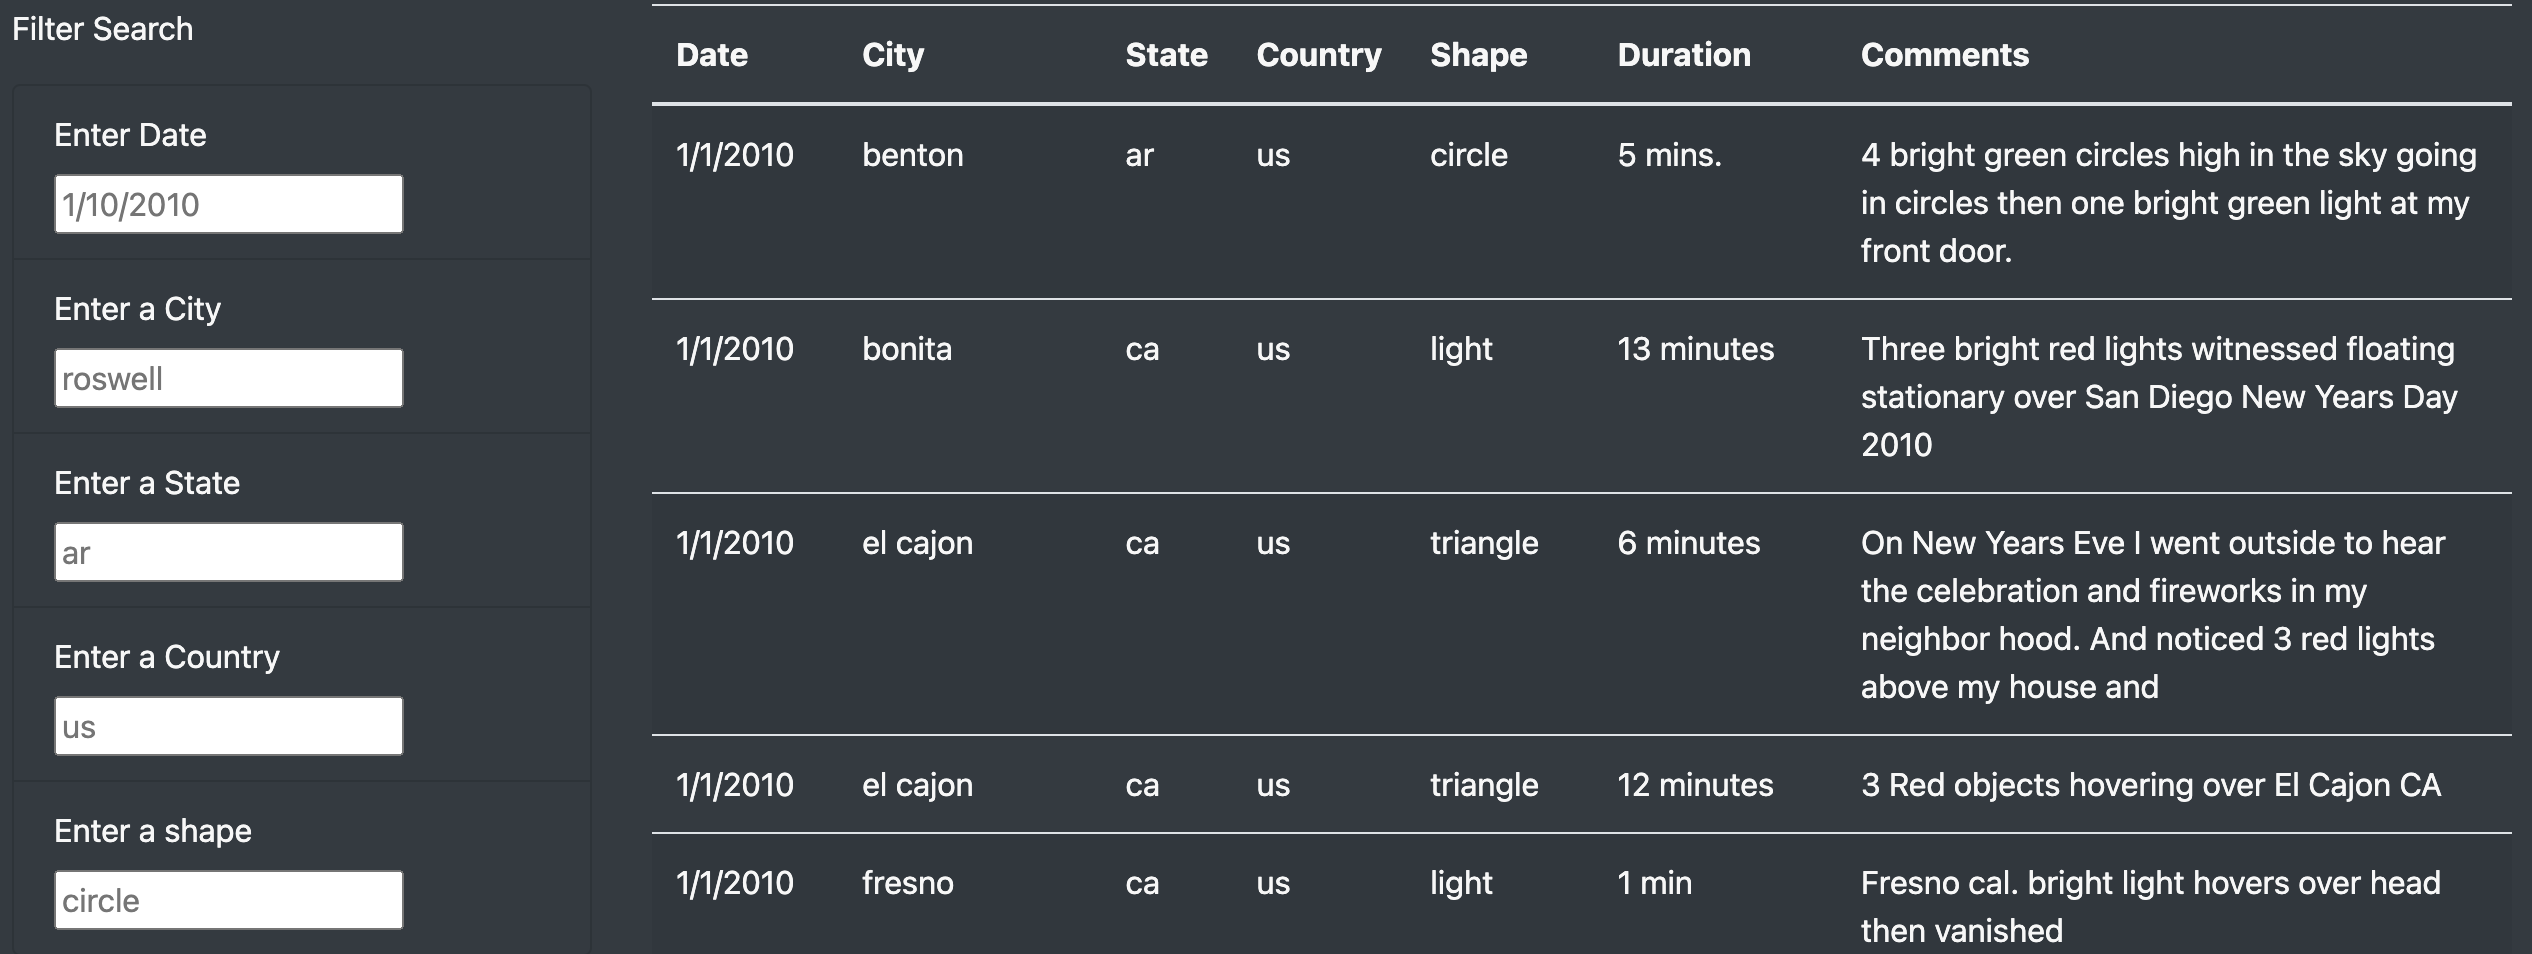 Filter Search
Enter Date
1/10/2010
Enter a City
roswell
Enter a State
ar
Enter a Country
us
Enter a shape
circle
Date City State Country Shape Duration Comments
1/1/2010 benton ar us circle 5 mins. 4 bright green circles high in the sky going
in circles then one bright green light at my
front door.
1/1/2010 bonita ca us light 13 minutes Three bright red lights witnessed floating
stationary over San Diego New Years Day
2010
1/1/2010 el cajon ca us triangle 6 minutes On New Years Eve I went outside to hear
the celebration and fireworks in my
neighbor hood. And noticed 3 red lights
above my house and
1/1/2010 el cajon ca us triangle 12 minutes 3 Red objects hovering over El Cajon CA
1/1/2010 fresno ca us light 1 min Fresno cal. bright light hovers over head
then vanished